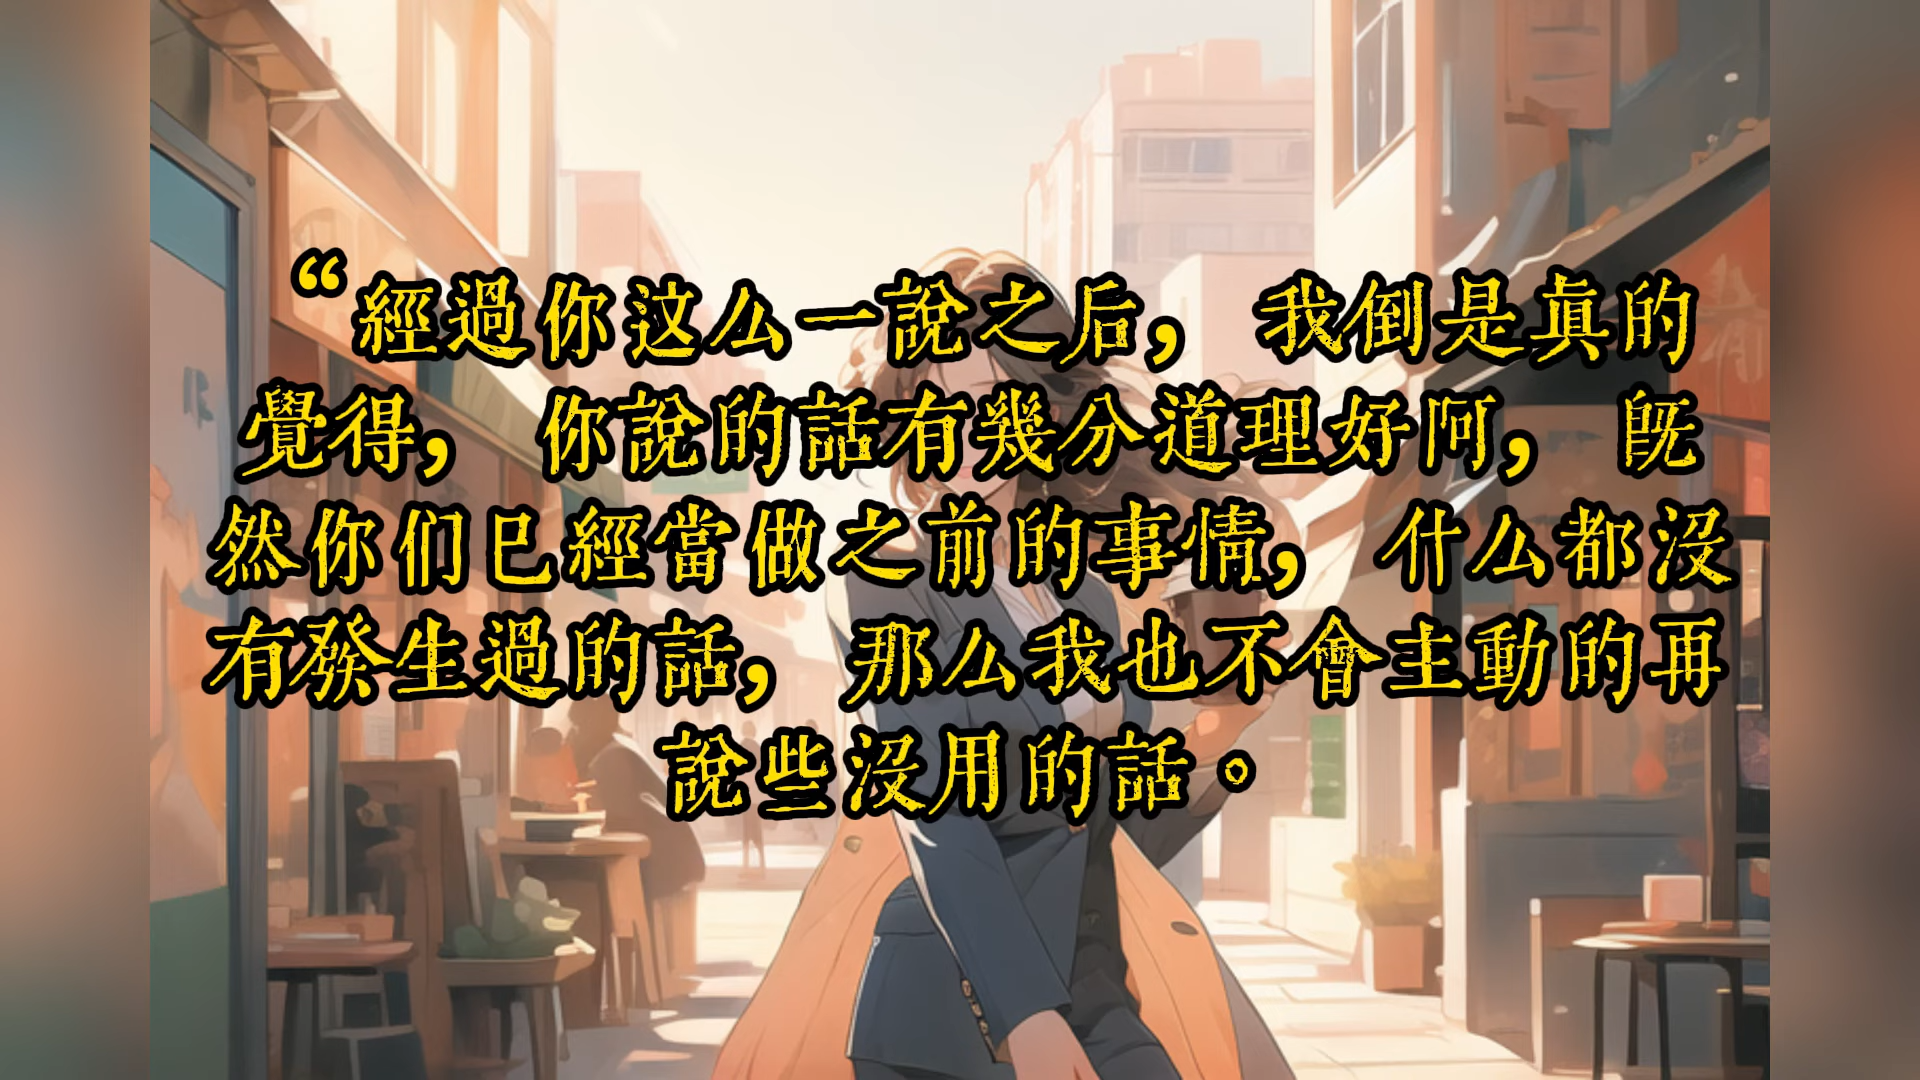 “經過你这么一說之后，我倒是真的
覺得，你說的話有幾分道理好阿，既
然你们已經當做之前的事情，什么都沒
有發生過的話，那么我也不會主動的再
說些沒用的話。